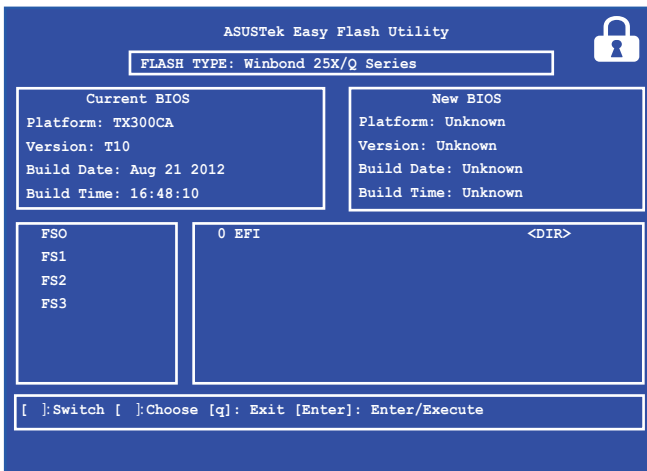 ASUSTek Easy Flash Utility
FLASH TYPE: Winbond 25X/Q Series
Current BIOS
Platform: TX300CA
Version: T10
Build Date: Aug 21 2012
Build Time: 16:48:10
New BIOS
Platform: Unknown
Version: Unknown
Build Date: Unknown
Build Time: Unknown
FSO
FS1
FS2
FS3
0 EFI <DIR>
[ ]:Switch [ ]:Choose [q]: Exit [Enter]: Enter/Execute